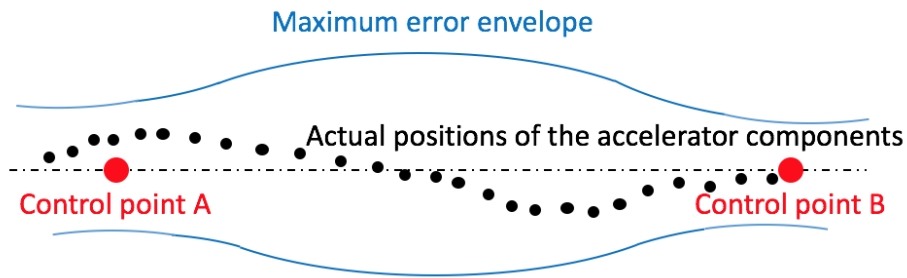 Maximum error envelope
Actual positions of the accelerator components
Control point A
Control point B